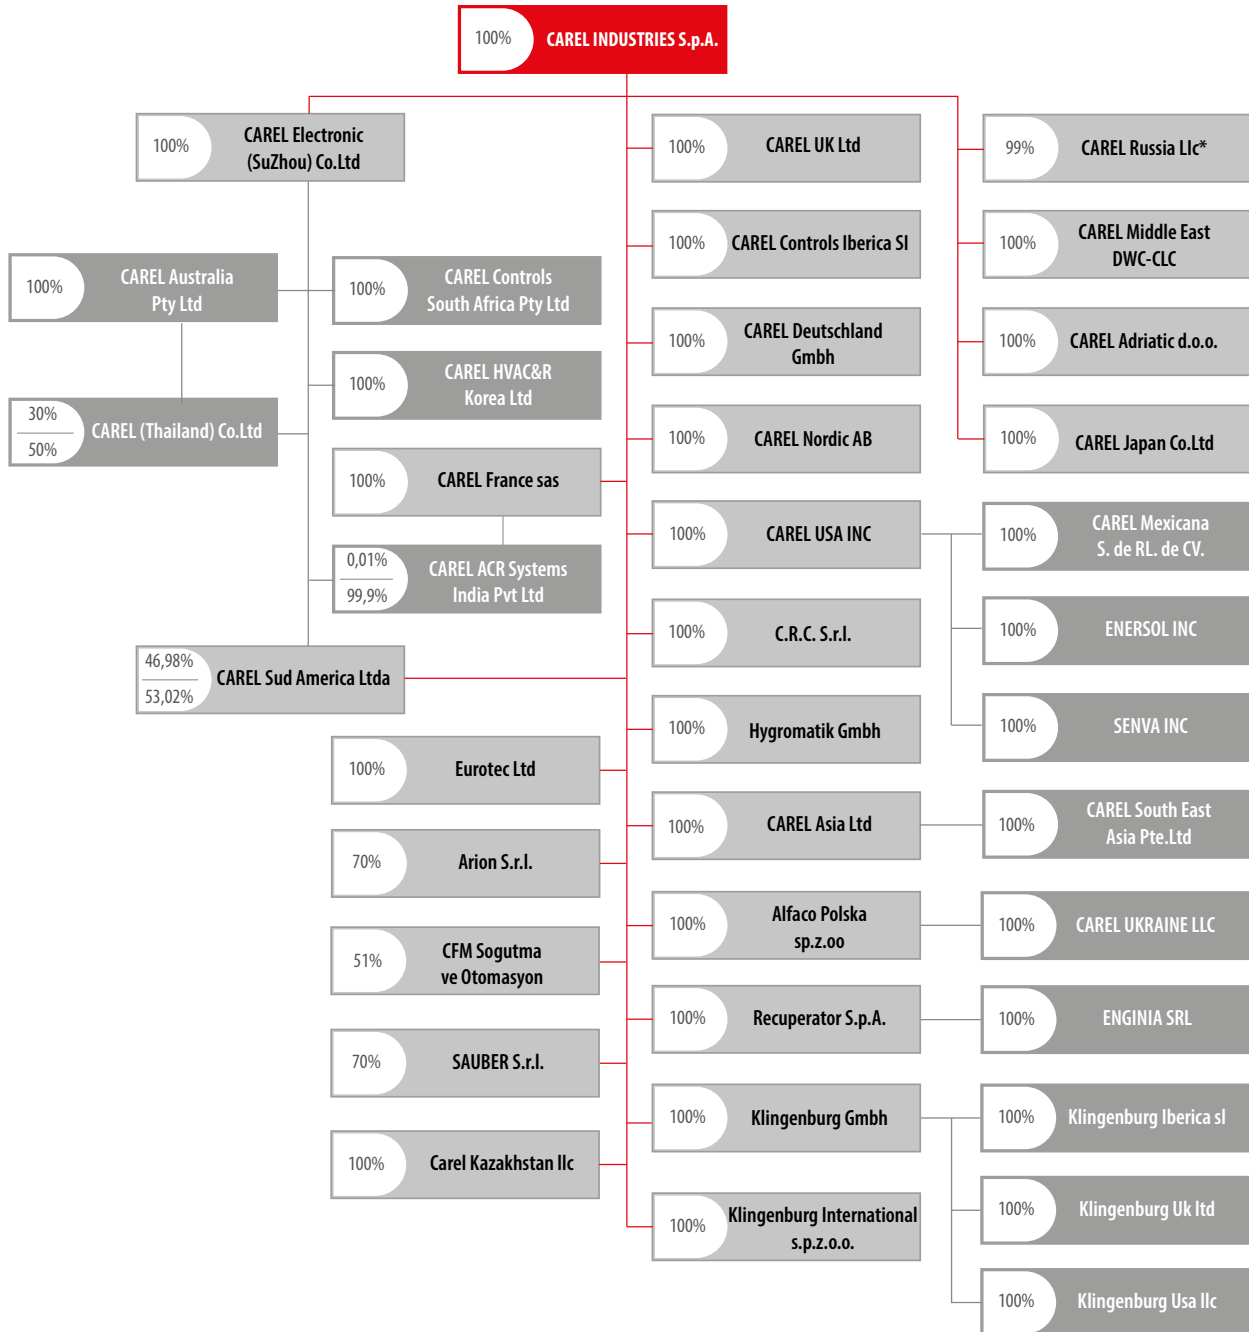 100%
CAREL INDUSTRIES S.p.A.
100%
CAREL Electronic
(SuZhou) Co.Ltd
100%
CAREL Australia
Pty Ltd
100%
CAREL Controls
South Africa Pty Ltd
100%
CAREL HVAC&R
Korea Ltd
30%
50%
CAREL (Thailand) Co.Ltd
100%
CAREL France sas
0,01%
99,9%
CAREL ACR Systems
India Pvt Ltd
46,98%
53,02%
CAREL Sud America Ltda
100%
Eurotec Ltd
70%
Arion S.r.l.
51%
CFM Sogutma
ve Otomasyon
70%
SAUBER S.r.l.
100%
Carel Kazakhstan llc
100%
CAREL UK Ltd
100%
CAREL Controls Iberica Sl
100%
CAREL Deutschland
Gmbh
100%
CAREL Nordic AB
100%
CAREL USA INC
100%
C.R.C. S.r.l.
100%
Hygromatik Gmbh
100%
CAREL Asia Ltd
100%
Alfaco Polska
sp.z.oo
100%
Recuperator S.p.A.
100%
Klingenburg Gmbh
100%
Klingenburg International
s.p.z.o.o.
99%
CAREL Russia Llc*
100%
CAREL Middle East
DWC-CLC
100%
CAREL Adriatic d.o.o.
100%
CAREL Japan Co.Ltd
100%
CAREL Mexicana
S. de RL. de CV.
100%
ENERSOL INC
100%
SENVA INC
100%
CAREL South East
Asia Pte.Ltd
100%
CAREL UKRAINE LLC
100%
ENGINIA SRL
100%
Klingenburg Iberica sl
100%
Klingenburg Uk ltd
100%
Klingenburg Usa llc